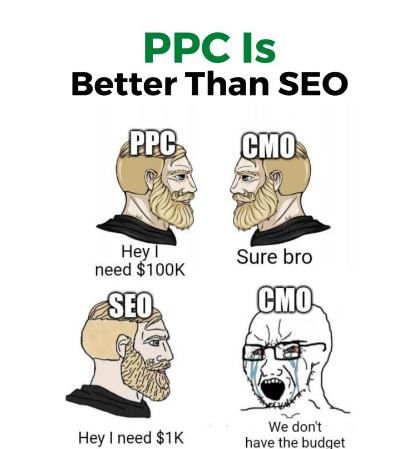 PPC Is
Better Than SEO
PPC
CMO
Hey I
need $100K
Sure bro
SEO
CMO
Hey I need $1K
We don't
have the budget